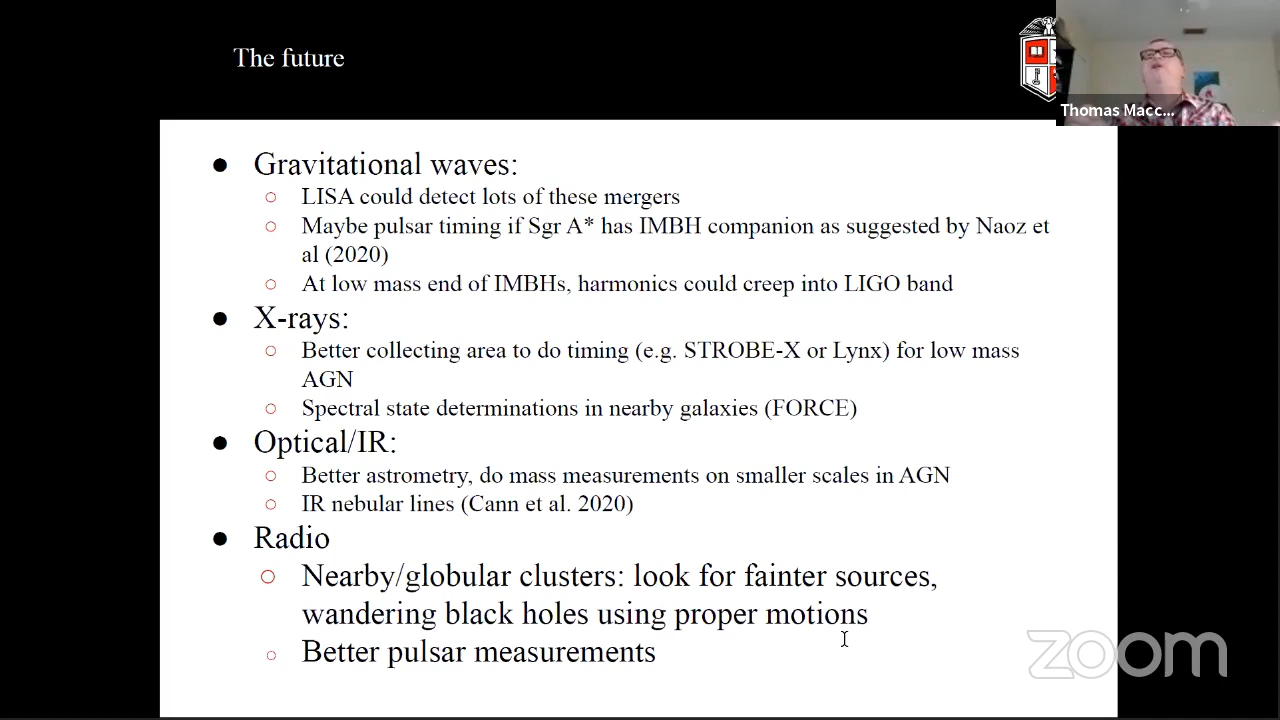 The future
Thomas Macc...
● Gravitational waves:
○ LISA could detect lots of these mergers
○ Maybe pulsar timing if Sgr A* has IMBH companion as suggested by Naoz et
al (2020)
○ At low mass end of IMBHs, harmonics could creep into LIGO band
● X-rays:
○ Better collecting area to do timing (e.g. STROBE-X or Lynx) for low mass
AGN
○ Spectral state determinations in nearby galaxies (FORCE)
● Optical/IR:
○ Better astrometry, do mass measurements on smaller scales in AGN
○ IR nebular lines (Cann et al. 2020)
● Radio
○ Nearby/globular clusters: look for fainter sources,
wandering black holes using proper motions
○ Better pulsar measurements
zoom